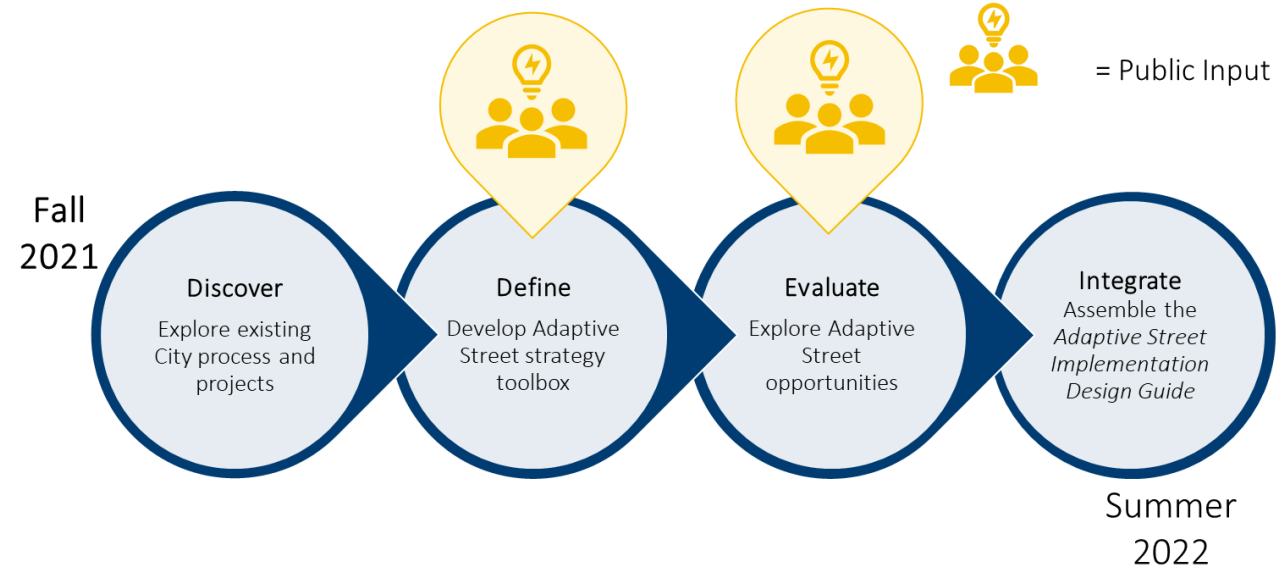 = Public Input
Fall
2021
Discover
Explore existing
City process and
projects
Define
Develop Adaptive
Street strategy
toolbox
Evaluate
Explore Adaptive
Street
opportunities
Integrate
Assemble the
Adaptive Street
Implementation
Design Guide
Summer
2022